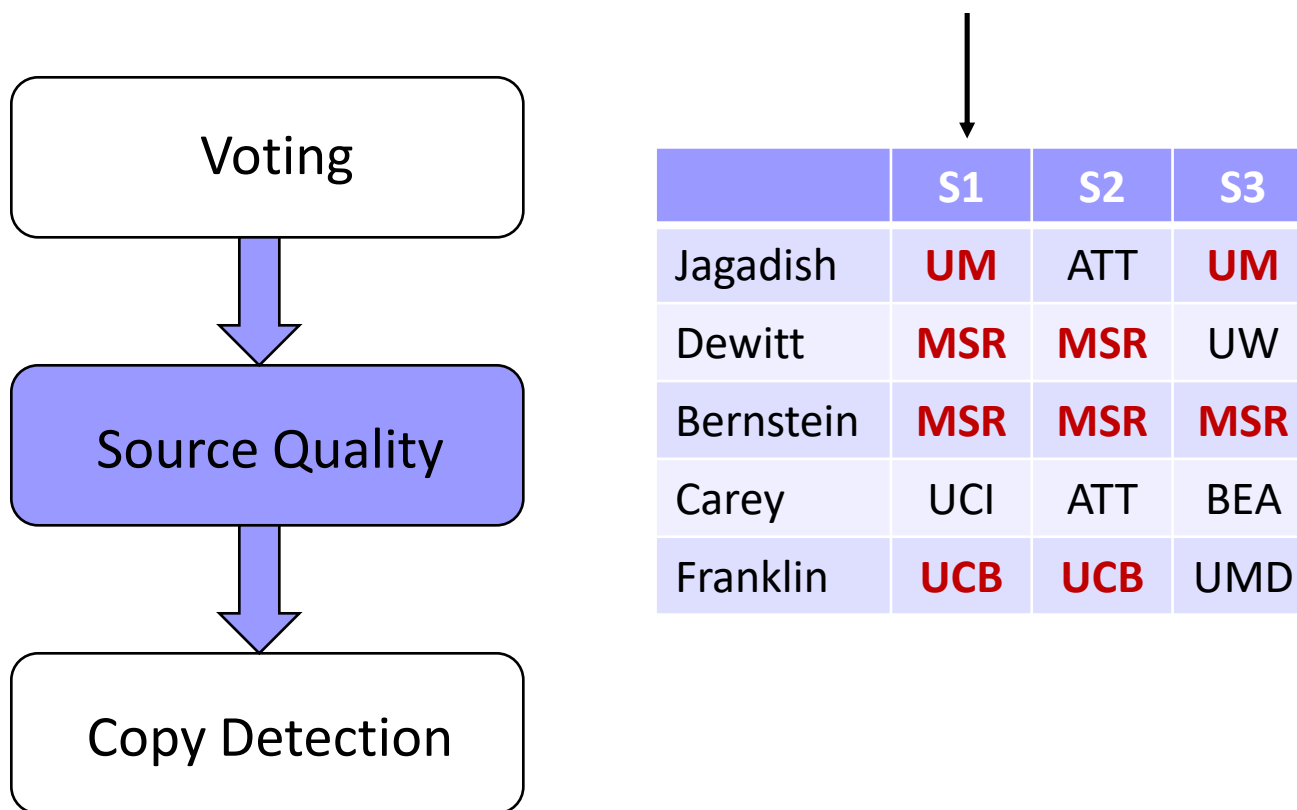 Voting
Source Quality
Copy Detection
S1 S2 S3
Jagadish UM ATT UM
Dewitt MSR MSR UW
Bernstein MSR MSR MSR
Carey UCI ATT BEA
Franklin UCB UCB UMD